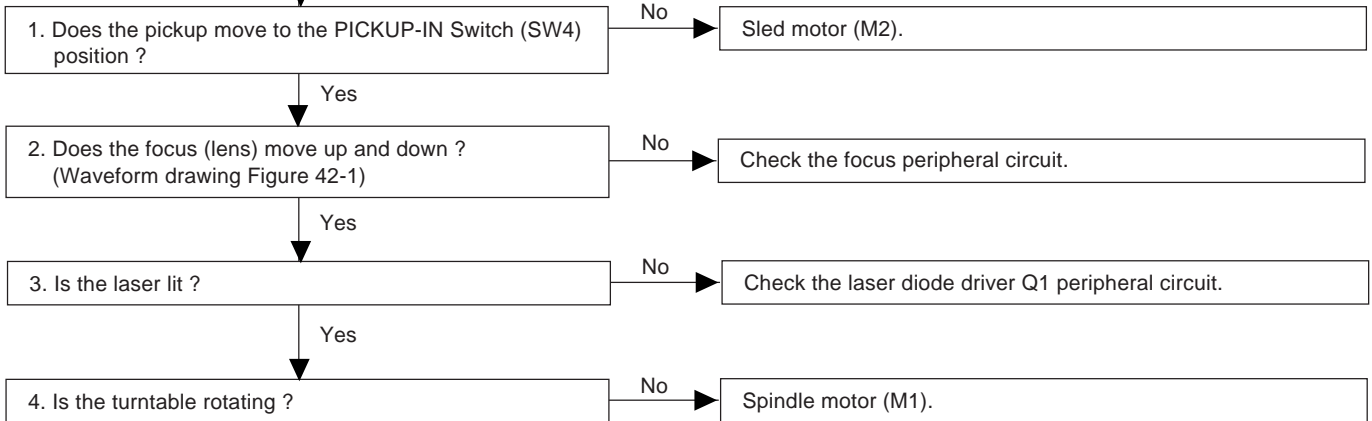 1. Does the pickup move to the PICKUP-IN Switch (SW4)
position ?
No
Sled motor (M2).
Yes
2. Does the focus (lens) move up and down ?
(Waveform drawing Figure 42-1)
No
Check the focus peripheral circuit.
Yes
3. Is the laser lit ?
No
Check the laser diode driver Q1 peripheral circuit.
Yes
4. Is the turntable rotating ?
No
Spindle motor (M1).